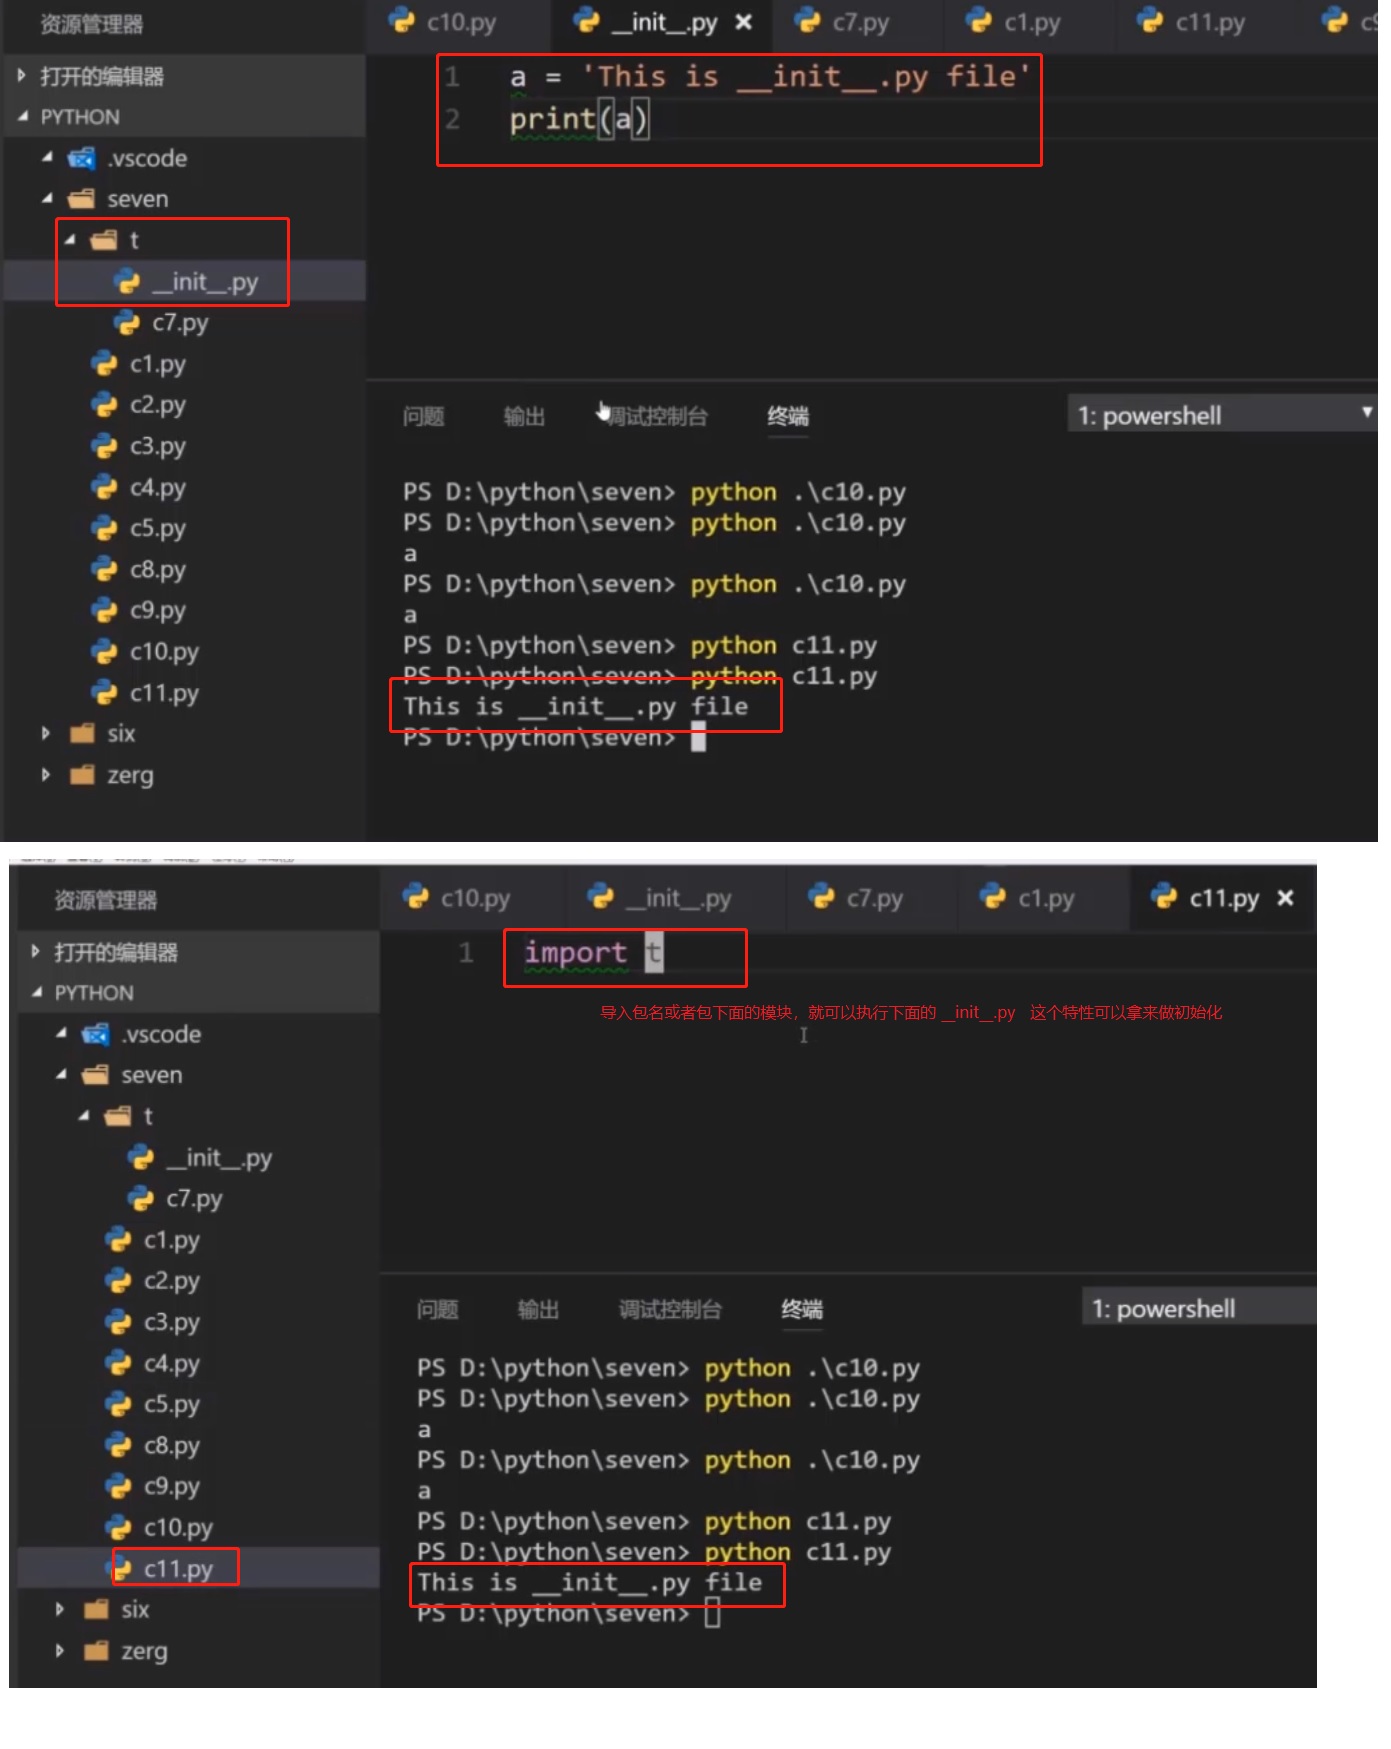 资源管理器
c10.py
__init__.py
c7.py
c1.py
c11.py
打开的编辑器
PYTHON
.vscode
seven
t
__init__.py
c7.py
c1.py
c2.py
c3.py
c4.py
c5.py
c8.py
c9.py
c10.py
c11.py
six
zerg
1 a = 'This is __init__.py file'
2 print(a)
问题 输出 调试控制台 终端 1: powershell
PS D:\python\seven> python .\c10.py
PS D:\python\seven> python .\c10.py
a
PS D:\python\seven> python .\c10.py
a
PS D:\python\seven> python c11.py
PS D:\python\seven> python c11.py
This is __init__.py file
PS D:\python\seven>
资源管理器
c10.py
__init__.py
c7.py
c1.py
c11.py
打开的编辑器
PYTHON
.vscode
seven
t
__init__.py
c7.py
c1.py
c2.py
c3.py
c4.py
c5.py
c8.py
c9.py
c10.py
c11.py
six
zerg
1 import t
导入包名或者包下面的模块，就可以执行下面的 __init__.py 这个特性可以拿来做初始化
问题 输出 调试控制台 终端 1: powershell
PS D:\python\seven> python .\c10.py
PS D:\python\seven> python .\c10.py
a
PS D:\python\seven> python .\c10.py
a
PS D:\python\seven> python c11.py
PS D:\python\seven> python c11.py
This is __init__.py file
PS D:\python\seven>